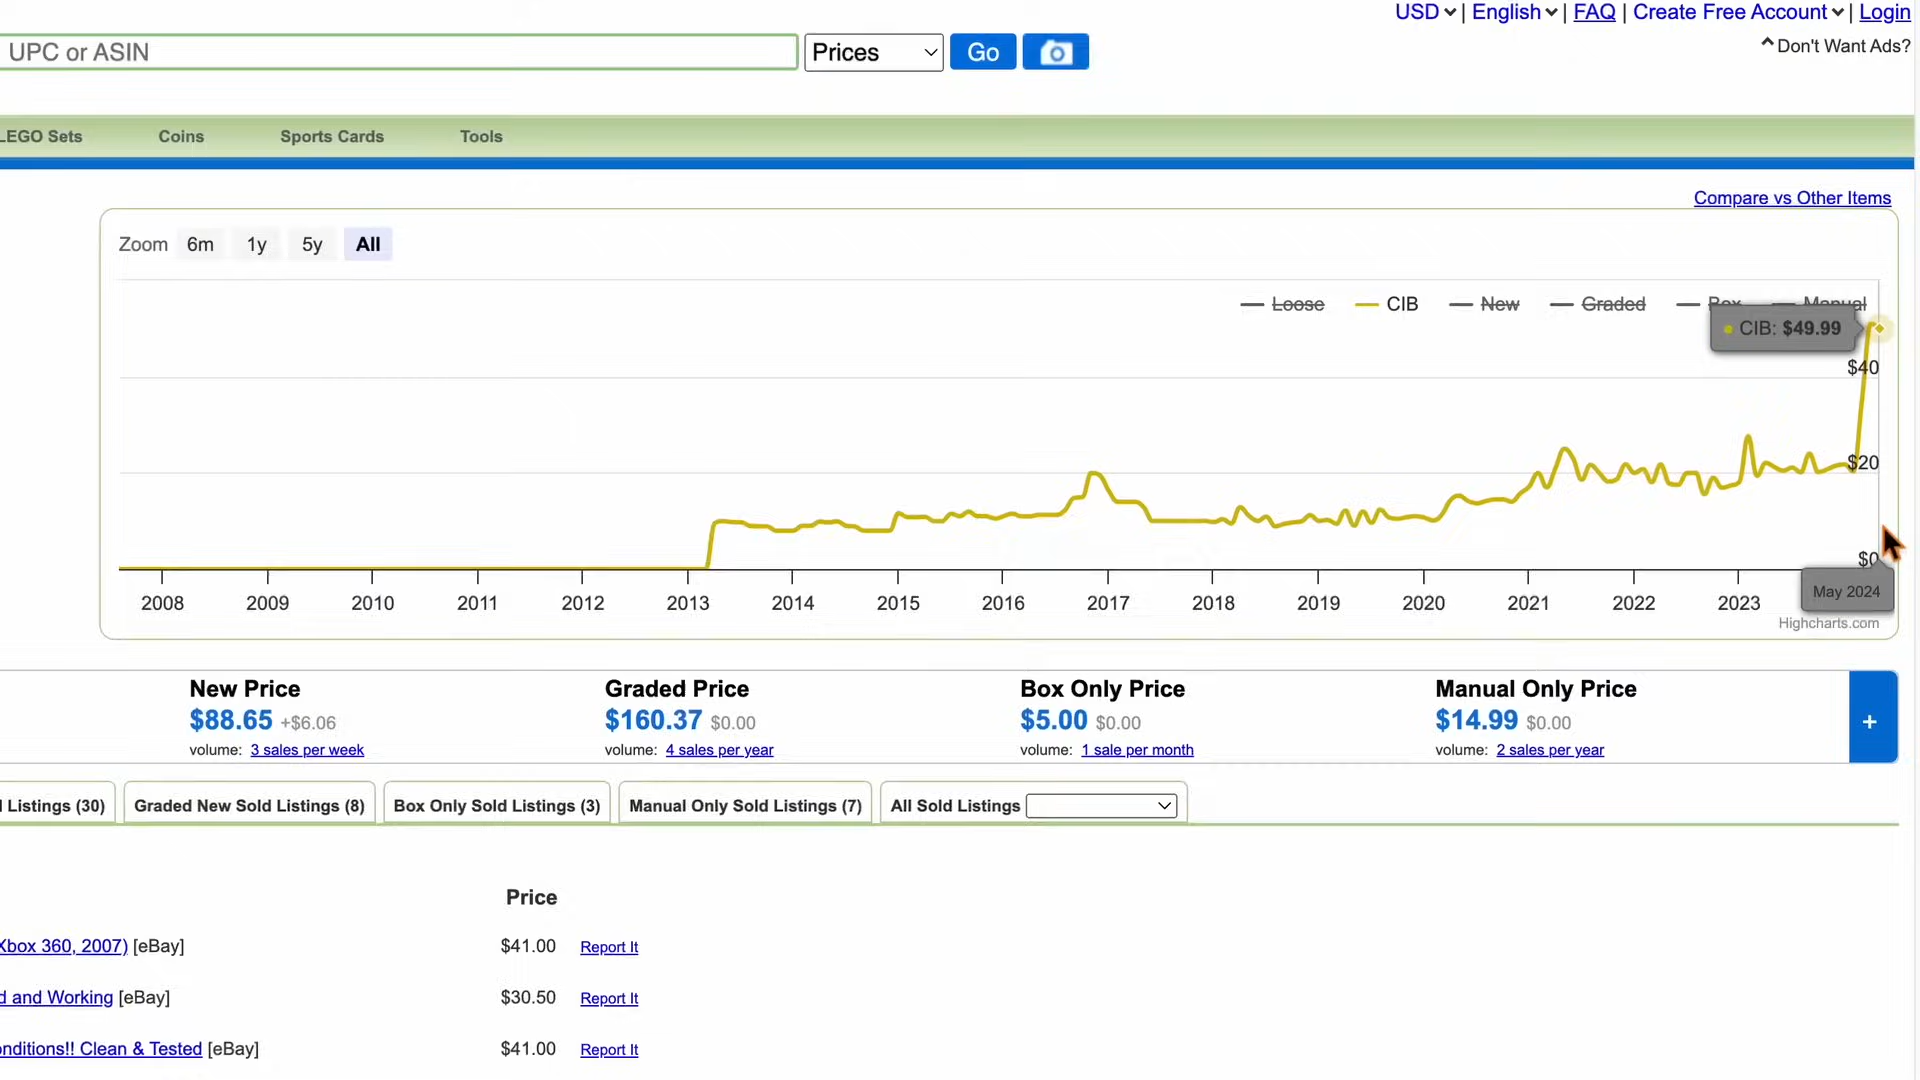 USD | English | FAQ | Create Free Account | Login
UPC or ASIN Prices Go
^Don't Want Ads?
LEGO Sets Coins Sports Cards Tools
Compare vs Other Items
Zoom 6m 1y 5y All
Loose CIB New Graded Box Manual
CIB: $49.99
$40
$20
$0
2008 2009 2010 2011 2012 2013 2014 2015 2016 2017 2018 2019 2020 2021 2022 2023
May 2024
Highcharts.com
New Price Graded Price Box Only Price Manual Only Price
$88.65 +$6.06 $160.37 $0.00 $5.00 $0.00 $14.99 $0.00 +
volume: 3 sales per week volume: 4 sales per year volume: 1 sale per month volume: 2 sales per year
Listings (30) Graded New Sold Listings (8) Box Only Sold Listings (3) Manual Only Sold Listings (7) All Sold Listings
Price
Xbox 360, 2007) [eBay] $41.00 Report It
d and Working [eBay] $30.50 Report It
onditions!! Clean & Tested [eBay] $41.00 Report It